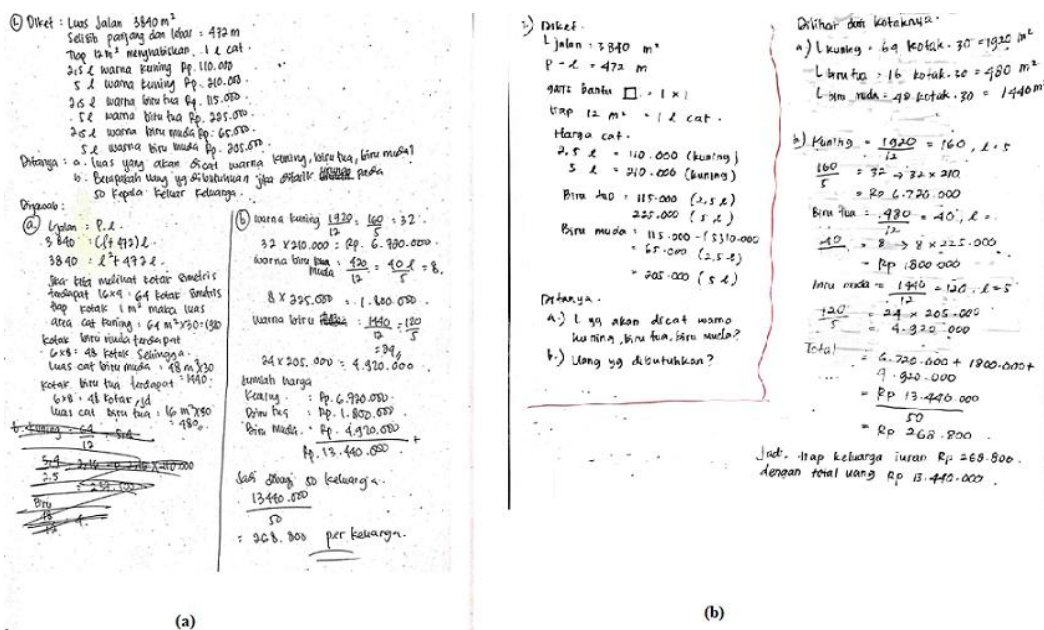 ① Diket : Luas Jalan 3840 m²
Selisih panjang dan lebar = 472 m
Tiap 12 m² menghabiskan 1 l cat.
2,5 l warna kuning Rp. 110.000
5 l warna kuning Rp. 210.000
2,5 l warna biru tua Rp. 115.000.
5 l warna biru tua Rp. 225.000.
2,5 l warna biru muda Rp. 65.000.
5 l warna biru muda Rp. 205.000.
Ditanya : a. luas yang akan dicat warna kuning, biru tua, biru muda?
b. Berapakah uang yg dibutuhkan jika ditarik pada
50 kepala keluar keluarga.
Dijawab :
ⓐ Ljalan = P.l
3840 = (l+472)l.
3840 = l²+472l.
Jika kita melihat kotak simetris
terdapat 16x4 = 64 kotak simetris
tiap kotak 1 m² maka luas
area cat kuning = 64 m²x30=1920
kotak biru muda terdapat
6x8 = 48 kotak Sehingga
luas cat biru muda = 48 m x30
= 1440.
kotak biru tua terdapat
6x8 = 48 kotak, jd
luas cat biru tua = 16 m²x30
= 480
ⓑ warna kuning 1920/12 = 160/5 = 32.
32 x 210.000 = Rp. 6.720.000.
warna biru muda = 420/12 = 40 l/5 = 8.
8 x 225.000 = 1.800.000.
warna biru = 1440/12 = 120/5
= 24
24 x 205.000 = 4.920.000
Jumlah harga
Kuning : Rp. 6.720.000.
Biru tua : Rp. 1.800.000
Biru muda : Rp. 4.920.000 +
Rp. 13.440.000
Jadi dibagi 50 keluarga.
13440.000/50
= 268.800 per keluarga.
(a)
Diket.
L jalan = 3840 m²
P - l = 472 m
garis bantu □ = 1 x 1
tiap 12 m² = 1 l cat.
Harga cat.
2,5 l = 110.000 (kuning)
5 l = 210.000 (kuning)
Biru tua = 115.000 (2,5 l)
225.000 (5 l)
Biru muda =
= 65.000 (2,5 l)
= 205.000 (5 l)
Ditanya.
a.) L yg akan dicat warna
kuning, biru tua, biru muda?
b.) Uang yg dibutuhkan?
Dilihat dari kotaknya.
a) L kuning = 64 kotak . 30 = 1920 m²
L biru tua = 16 kotak . 30 = 480 m²
L biru muda = 48 kotak . 30 = 1440 m
b) Kuning = 1920/12 = 160, l = 5
160/5 = 32 → 32 x 210
= Rp 6.720.000
Biru tua = 480/12 = 40, l =
40 = 8 → 8 x 225.000
= Rp 1.800.000
biru muda = 1440/12 = 120, l = 5
120/5 = 24 x 205.000
= 4.920.000
Total = 6.720.000 + 1800.000+
4.920.000
= Rp 13.440.000/50
= Rp 268.800
Jadi. tiap keluarga iuran Rp 268.800.
dengan total uang Rp 13.440.000.
(b)